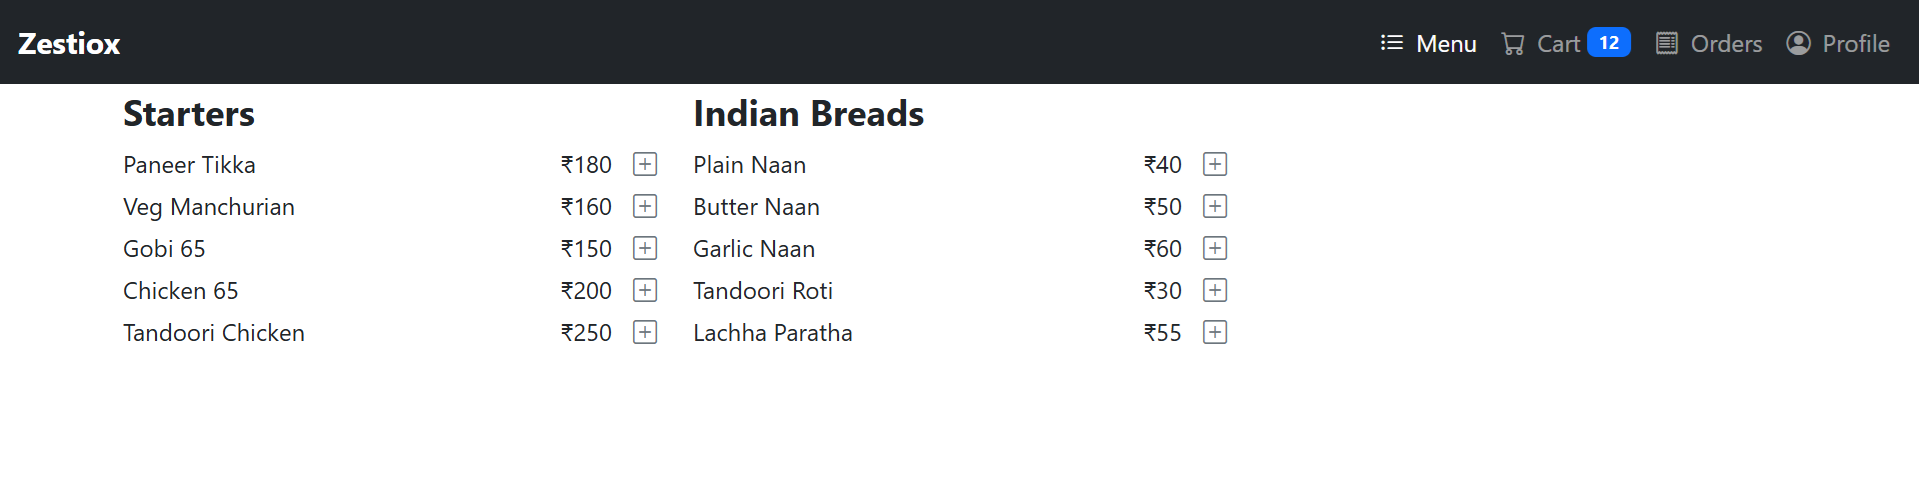 Zestiox
Menu Cart 12 Orders Profile
Starters
Paneer Tikka ₹180
Veg Manchurian ₹160
Gobi 65 ₹150
Chicken 65 ₹200
Tandoori Chicken ₹250
Indian Breads
Plain Naan ₹40
Butter Naan ₹50
Garlic Naan ₹60
Tandoori Roti ₹30
Lachha Paratha ₹55